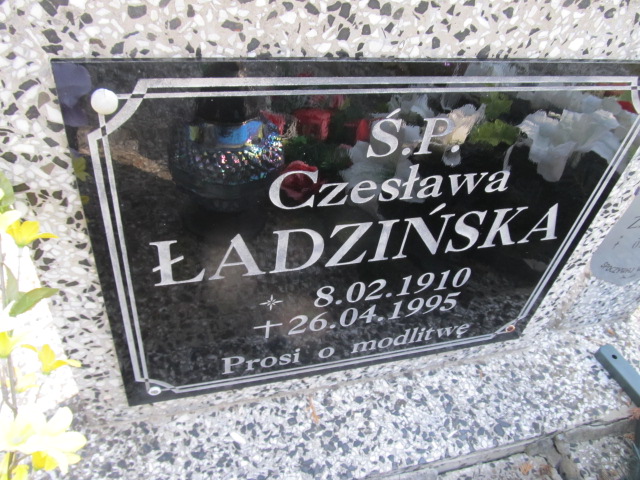 Ś.P.
Czesława
ŁADZIŃSKA
8.02.1910
26.04.1995
Prosi o modlitwę